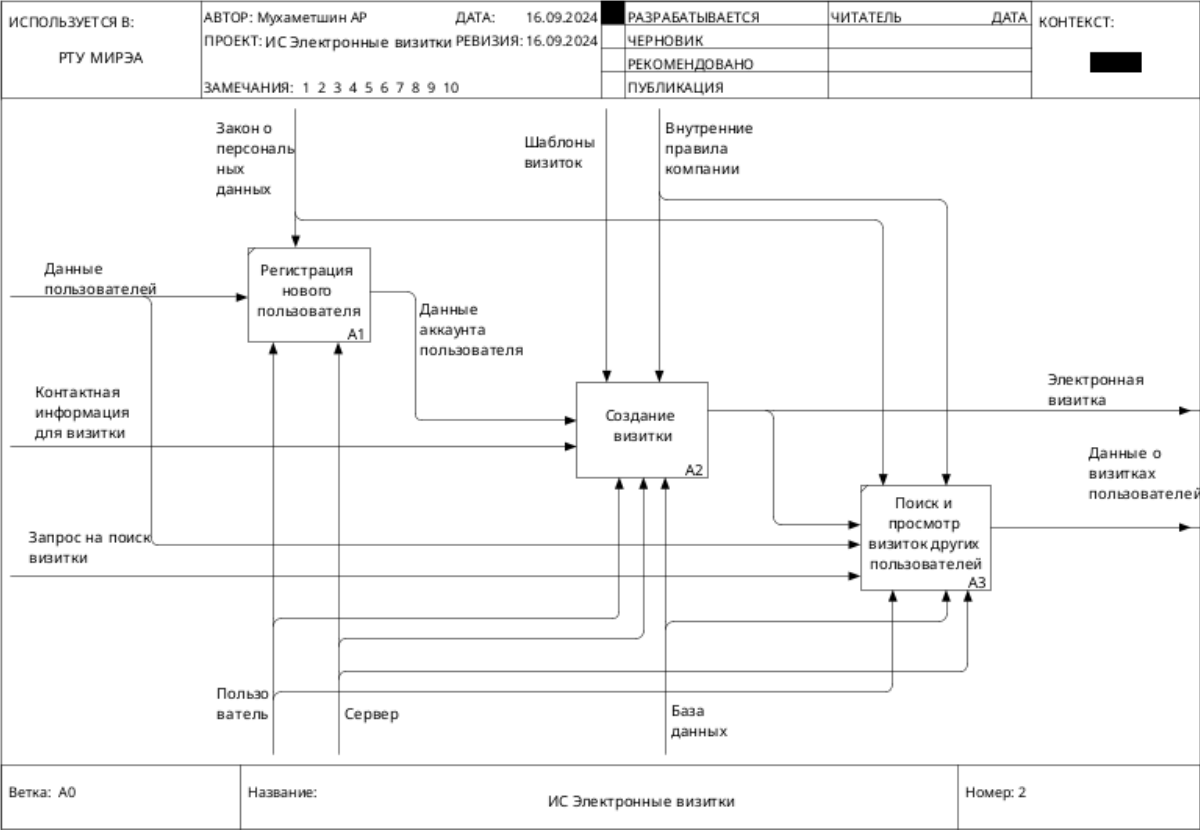 ИСПОЛЬЗУЕТСЯ В:
РТУ МИРЭА
АВТОР: Мухаметшин АР
ДАТА: 16.09.2024
ПРОЕКТ: ИС Электронные визитки
РЕВИЗИЯ: 16.09.2024
ЗАМЕЧАНИЯ: 1 2 3 4 5 6 7 8 9 10
РАЗРАБАТЫВАЕТСЯ
ЧЕРНОВИК
РЕКОМЕНДОВАНО
ПУБЛИКАЦИЯ
ЧИТАТЕЛЬ
ДАТА
КОНТЕКСТ:
Закон о
персональ
ных
данных
Шаблоны
визиток
Внутренние
правила
компании
Данные
пользователей
Регистрация
нового
пользователя
A1
Данные
аккаунта
пользователя
Контактная
информация
для визитки
Создание
визитки
A2
Электронная
визитка
Данные о
визитках
пользователей
Запрос на поиск
визитки
Поиск и
просмотр
визиток других
пользователей
A3
Пользо
ватель
Сервер
База
данных
Ветка: A0
Название:
ИС Электронные визитки
Номер: 2